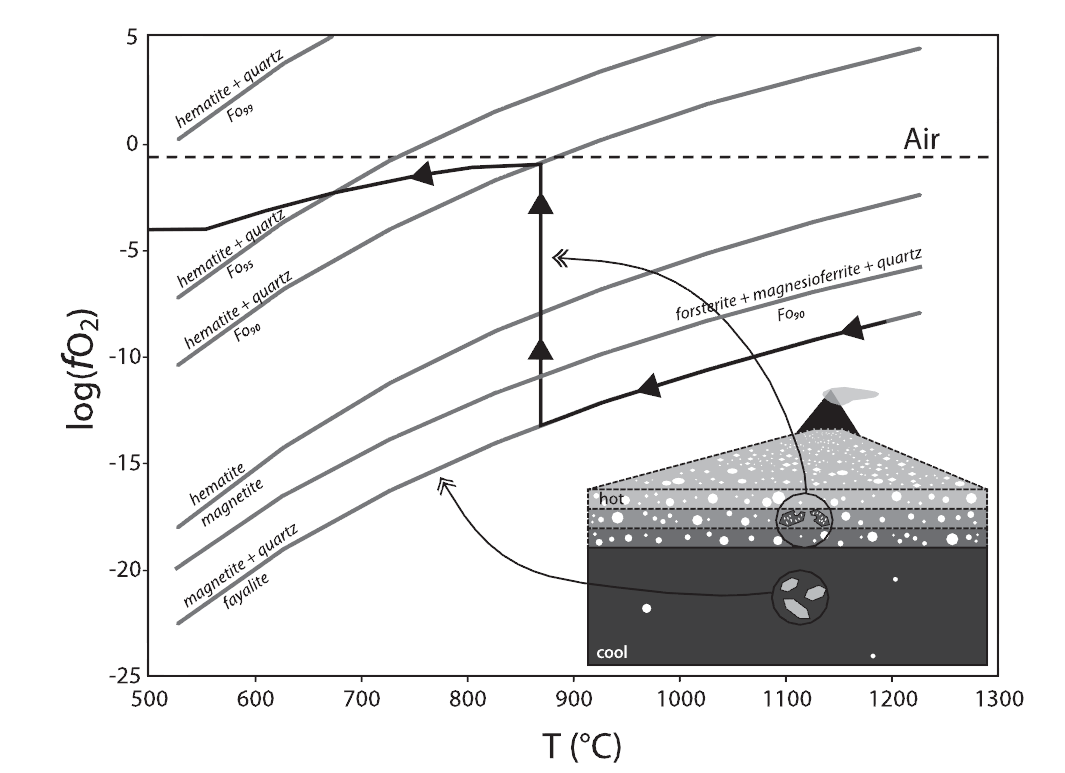 5
0
-5
-10
-15
-20
-25
log(fO₂)
500 600 700 800 900 1000 1100 1200 1300
T (°C)
hematite + quartz
Fo₉₉
Air
hematite + quartz
Fo₉₅
hematite + quartz
Fo₉₀
forsterite + magnesioferrite + quartz
Fo₉₀
hematite
magnetite
magnetite + quartz
fayalite
hot
cool